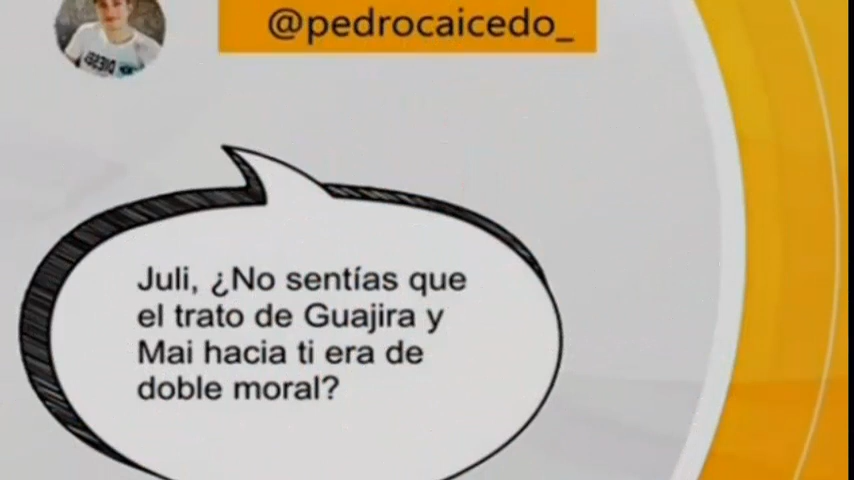 @pedrocaicedo_
Juli, ¿No sentías que
el trato de Guajira y
Mai hacia ti era de
doble moral?